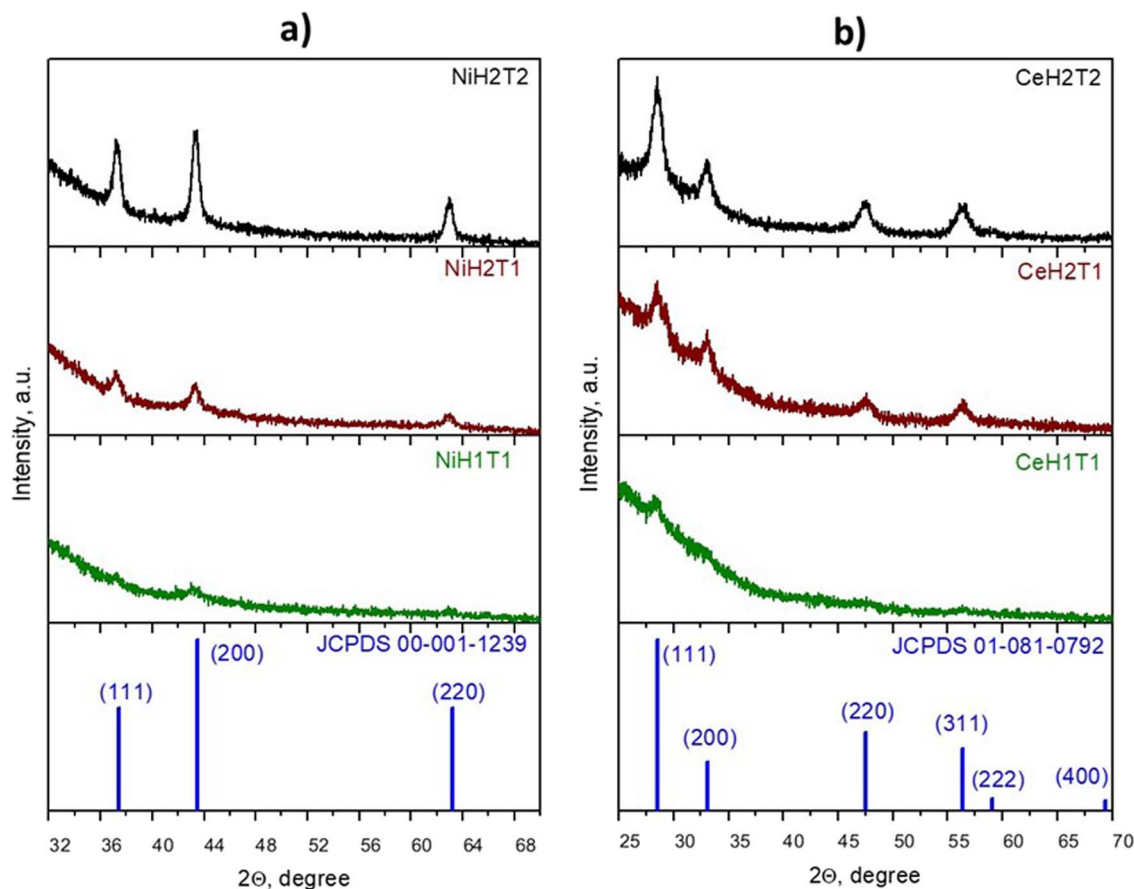 a)
NiH2T2
NiH2T1
NiH1T1
JCPDS 00-001-1239
(200)
(111)
(220)
32 36 40 44 48 52 56 60 64 68
2Θ, degree
Intensity, a.u.
b)
CeH2T2
CeH2T1
CeH1T1
JCPDS 01-081-0792
(111)
(220)
(311)
(200)
(222)
(400)
25 30 35 40 45 50 55 60 65 70
2Θ, degree
Intensity, a.u.